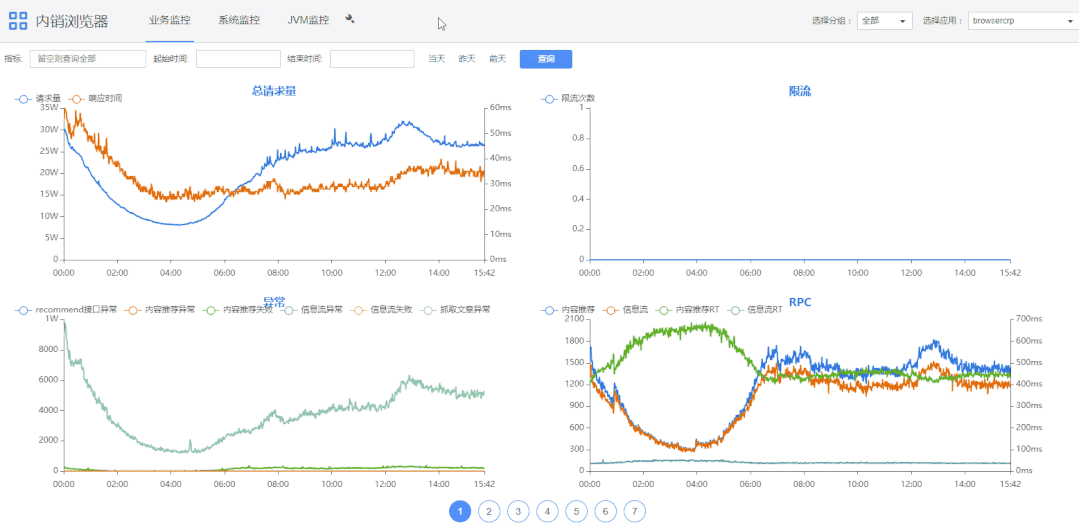 内销浏览器 业务监控 系统监控 JVM监控 选择分组： 全部 选择应用： browsercrp
指标: 留空则查询全部 起始时间: 结束时间: 当天 昨天 前天 查询
总请求量
请求量 响应时间
35W 60ms
30W 50ms
25W 40ms
20W
15W 30ms
10W 20ms
5W 10ms
0 0ms
00:00 02:00 04:00 06:00 08:00 10:00 12:00 14:00 15:42
限流
限流次数
1
0.8
0.6
0.4
0.2
0
00:00 02:00 04:00 06:00 08:00 10:00 12:00 14:00 15:42
异常
recommend接口异常 内容推荐异常 内容推荐失败 信息流异常 信息流失败 抓取文章异常
1W
8000
6000
4000
2000
0
00:00 02:00 04:00 06:00 08:00 10:00 12:00 14:00 15:42
RPC
内容推荐 信息流 内容推荐RT 信息流RT
2100 700ms
1800 600ms
1500 500ms
1200 400ms
900 300ms
600 200ms
300 100ms
0 0ms
00:00 02:00 04:00 06:00 08:00 10:00 12:00 14:00 15:42
1 2 3 4 5 6 7